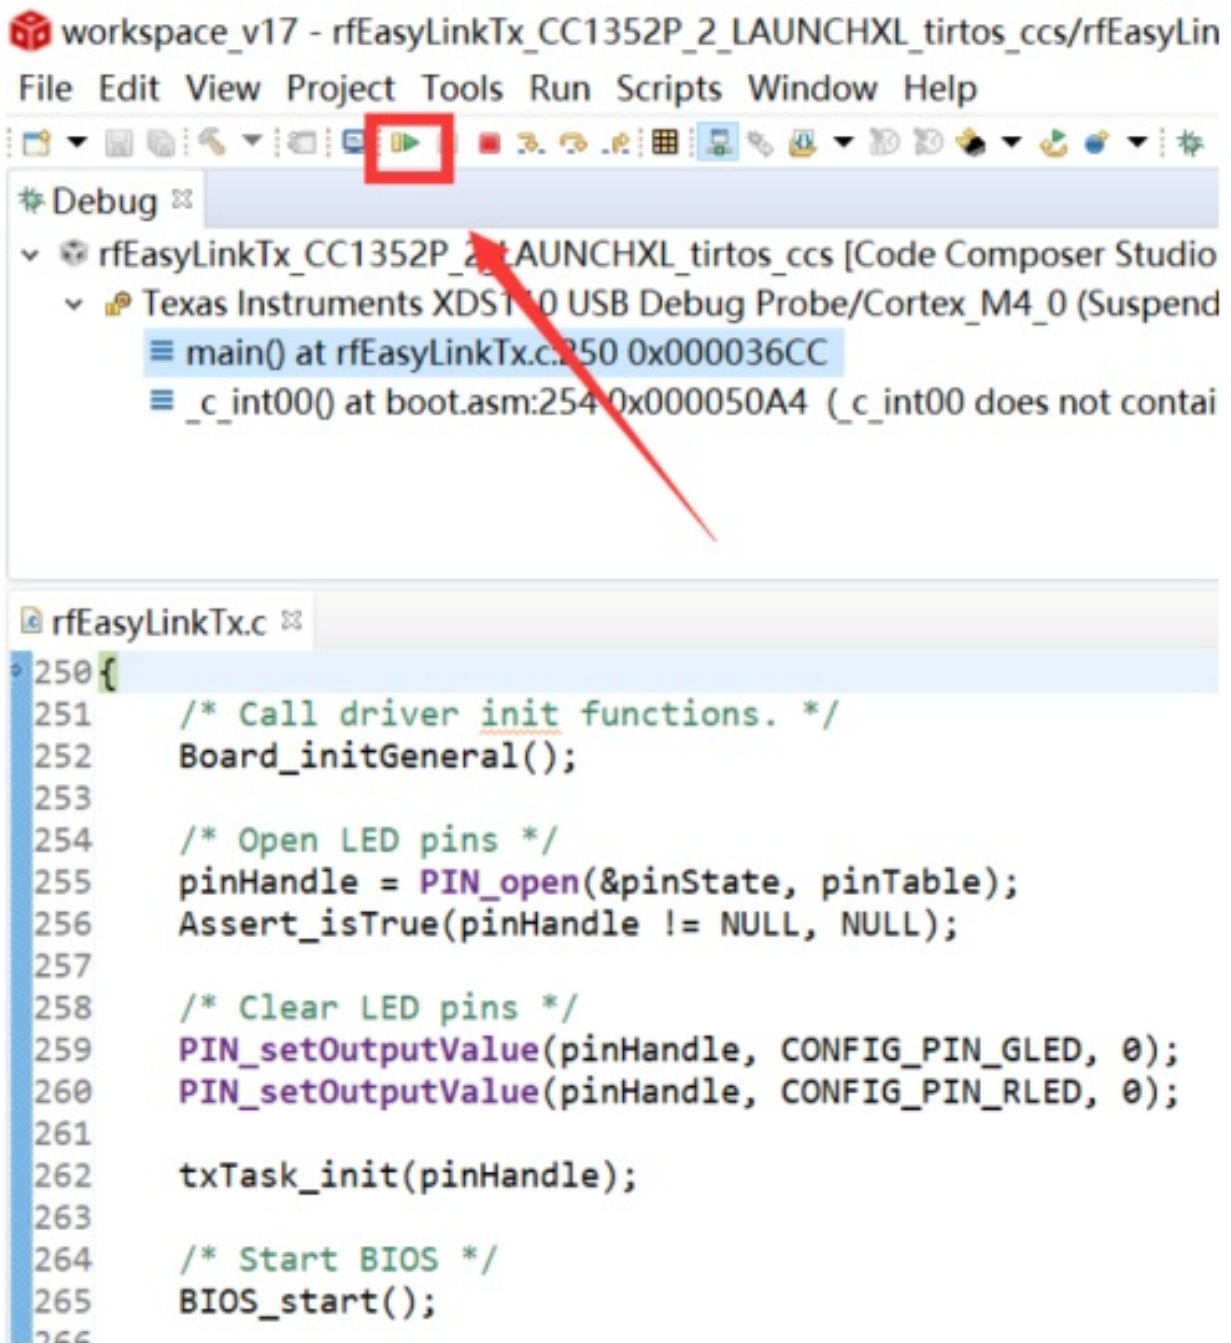 workspace_v17 - rfEasyLinkTx_CC1352P_2_LAUNCHXL_tirtos_ccs/rfEasyLin
File Edit View Project Tools Run Scripts Window Help
Debug
rfEasyLinkTx_CC1352P_2_LAUNCHXL_tirtos_ccs [Code Composer Studio
Texas Instruments XDS110 USB Debug Probe/Cortex_M4_0 (Suspend
main() at rfEasyLinkTx.c:250 0x000036CC
_c_int00() at boot.asm:254 0x000050A4 (_c_int00 does not contai
rfEasyLinkTx.c
250 {
251 /* Call driver init functions. */
252 Board_initGeneral();
253
254 /* Open LED pins */
255 pinHandle = PIN_open(&pinState, pinTable);
256 Assert_isTrue(pinHandle != NULL, NULL);
257
258 /* Clear LED pins */
259 PIN_setOutputValue(pinHandle, CONFIG_PIN_GLED, 0);
260 PIN_setOutputValue(pinHandle, CONFIG_PIN_RLED, 0);
261
262 txTask_init(pinHandle);
263
264 /* Start BIOS */
265 BIOS_start();
266